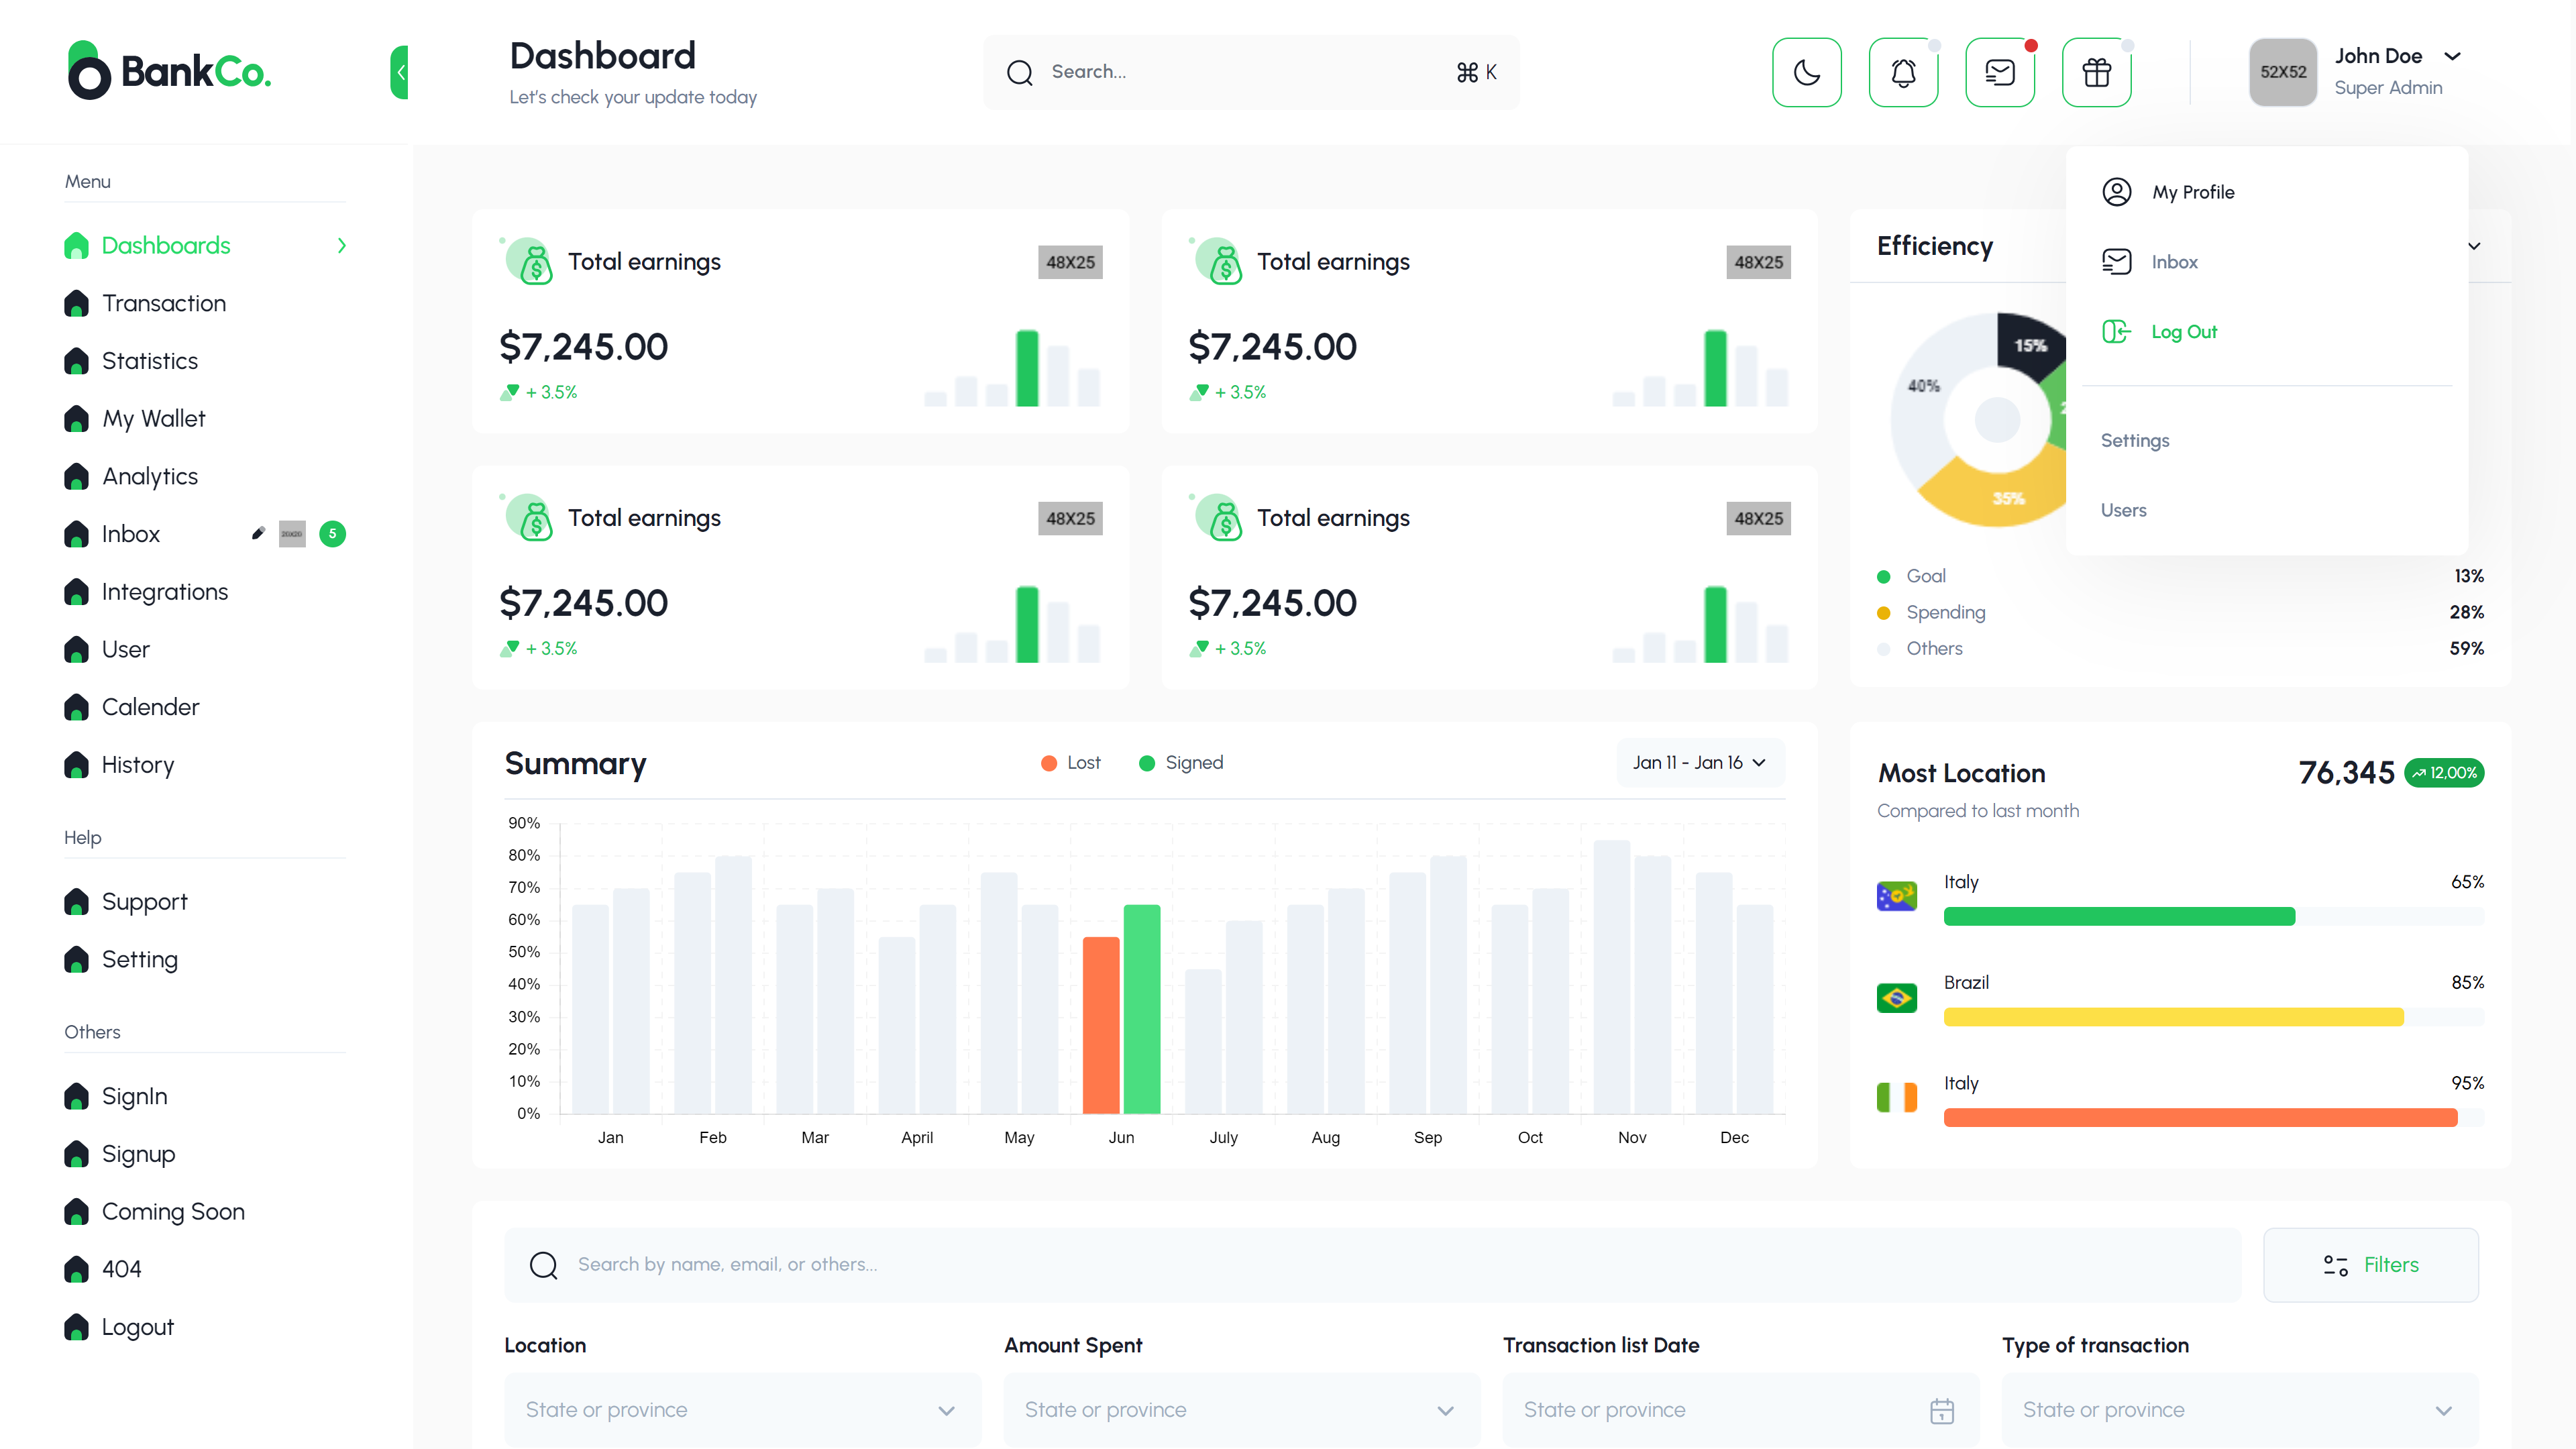 BankCo.
Dashboard
Let's check your update today
Search...
⌘ K
52X52
John Doe
Super Admin
Menu
Dashboards
Transaction
Statistics
My Wallet
Analytics
Inbox
20X20
5
Integrations
User
Calender
History
Help
Support
Setting
Others
SignIn
Signup
Coming Soon
404
Logout
Total earnings
48X25
$7,245.00
+ 3.5%
Total earnings
48X25
$7,245.00
+ 3.5%
Total earnings
48X25
$7,245.00
+ 3.5%
Total earnings
48X25
$7,245.00
+ 3.5%
Efficiency
15%
40%
35%
Goal 13%
Spending 28%
Others 59%
My Profile
Inbox
Log Out
Settings
Users
Summary
Lost
Signed
Jan 11 - Jan 16
90%
80%
70%
60%
50%
40%
30%
20%
10%
0%
Jan Feb Mar April May Jun July Aug Sep Oct Nov Dec
Most Location
76,345
12,00%
Compared to last month
Italy 65%
Brazil 85%
Italy 95%
Search by name, email, or others...
Filters
Location
State or province
Amount Spent
State or province
Transaction list Date
State or province
1
Type of transaction
State or province